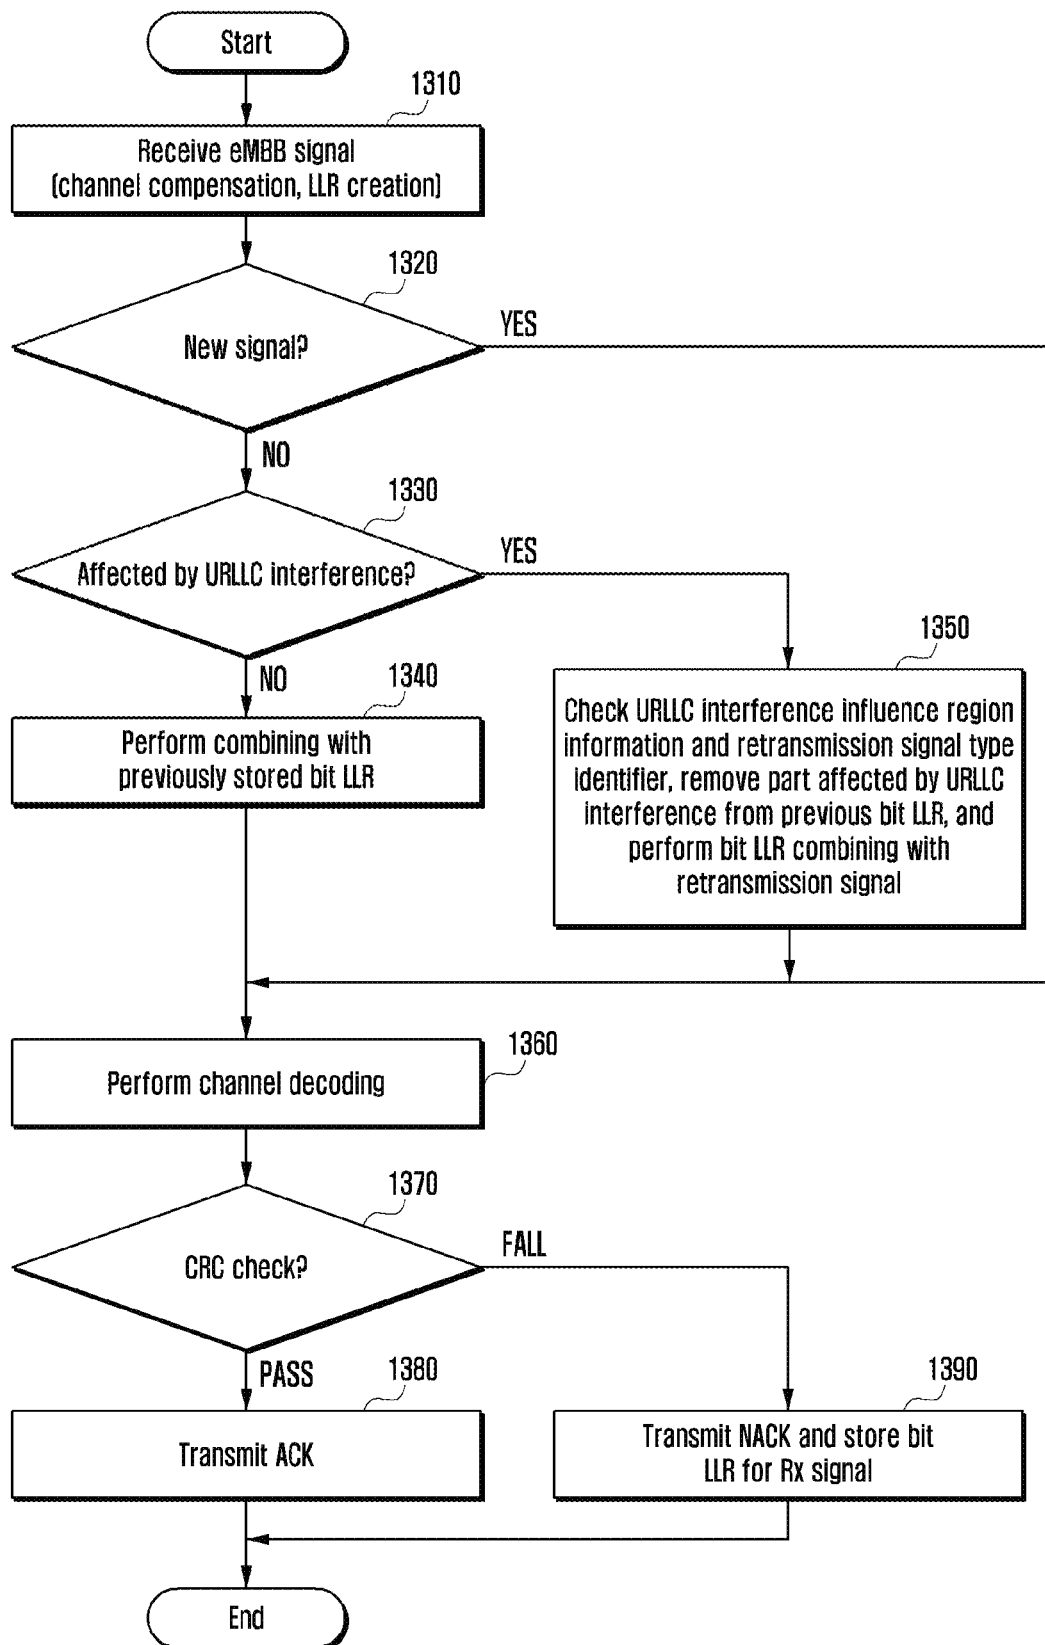 Start
1310
Receive eMBB signal
(channel compensation, LLR creation)
1320
New signal?
YES
NO
1330
Affected by URLLC interference?
YES
NO
1340
Perform combining with
previously stored bit LLR
1350
Check URLLC interference influence region
information and retransmission signal type
identifier, remove part affected by URLLC
interference from previous bit LLR, and
perform bit LLR combining with
retransmission signal
1360
Perform channel decoding
1370
CRC check?
FALL
PASS
1380
Transmit ACK
1390
Transmit NACK and store bit
LLR for Rx signal
End